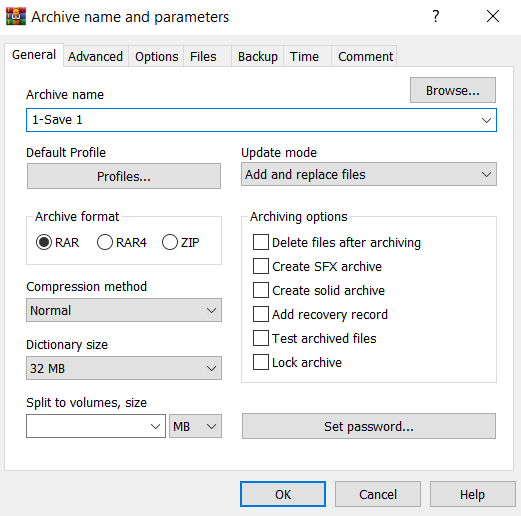 Archive name and parameters
?
General Advanced Options Files Backup Time Comment
Archive name
Browse...
1-Save 1
Default Profile
Profiles...
Update mode
Add and replace files
Archive format
RAR RAR4 ZIP
Compression method
Normal
Dictionary size
32 MB
Split to volumes, size
MB
Archiving options
Delete files after archiving
Create SFX archive
Create solid archive
Add recovery record
Test archived files
Lock archive
Set password...
OK Cancel Help